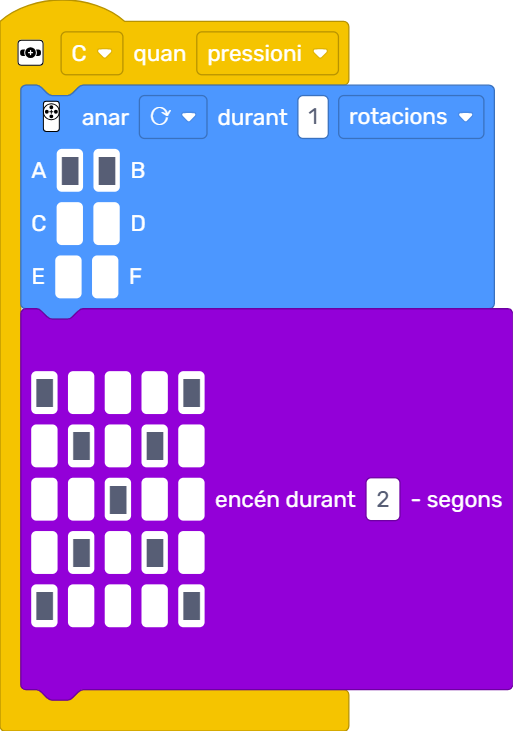 C quan pressioni
anar durant 1 rotacions
A B
C D
E F
encén durant 2 - segons